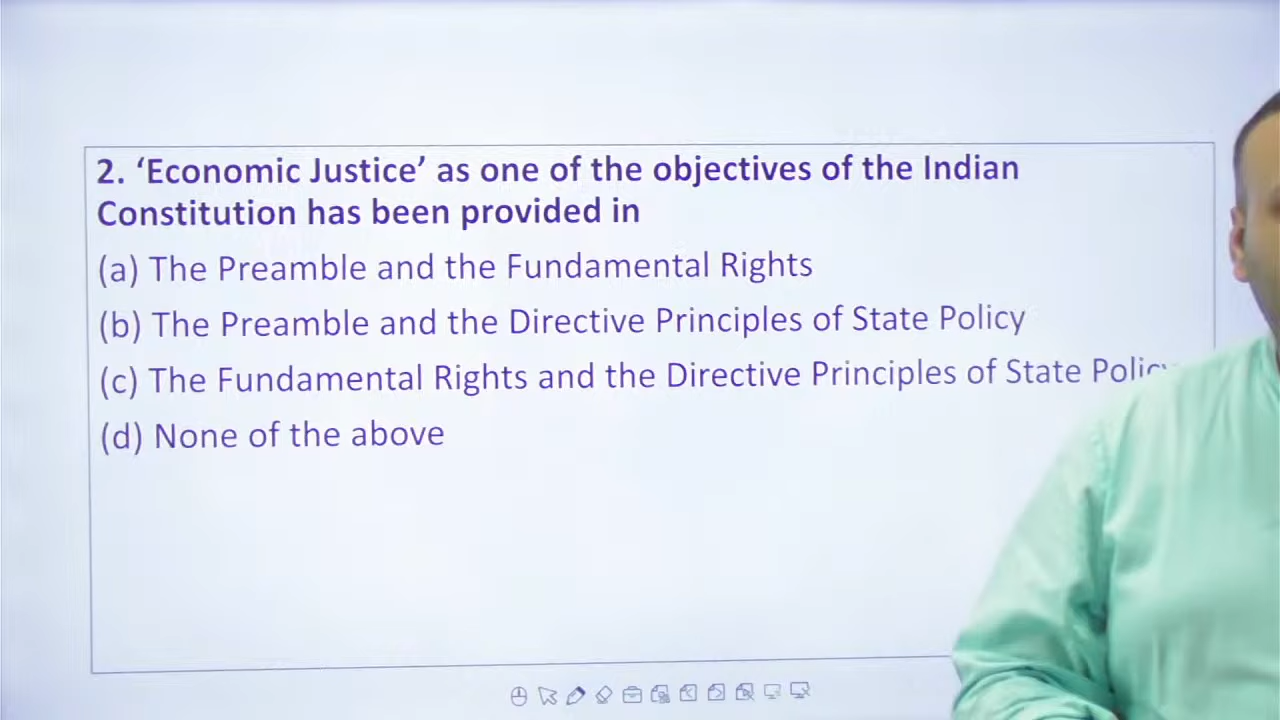 2. ‘Economic Justice’ as one of the objectives of the Indian
Constitution has been provided in
(a) The Preamble and the Fundamental Rights
(b) The Preamble and the Directive Principles of State Policy
(c) The Fundamental Rights and the Directive Principles of State Policy
(d) None of the above